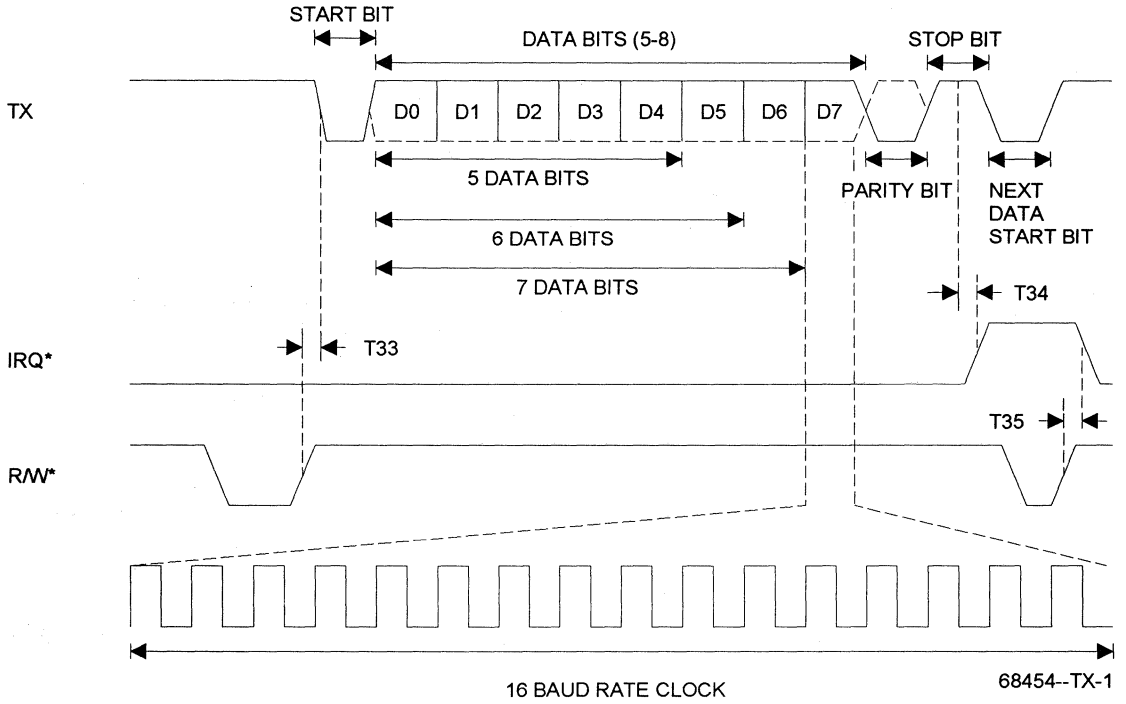 START BIT
DATA BITS (5-8)
STOP BIT
TX
D0 D1 D2 D3 D4 D5 D6 D7
5 DATA BITS
PARITY BIT
NEXT
DATA
START BIT
6 DATA BITS
7 DATA BITS
T34
T33
IRQ*
T35
R/W*
16 BAUD RATE CLOCK
68454--TX-1